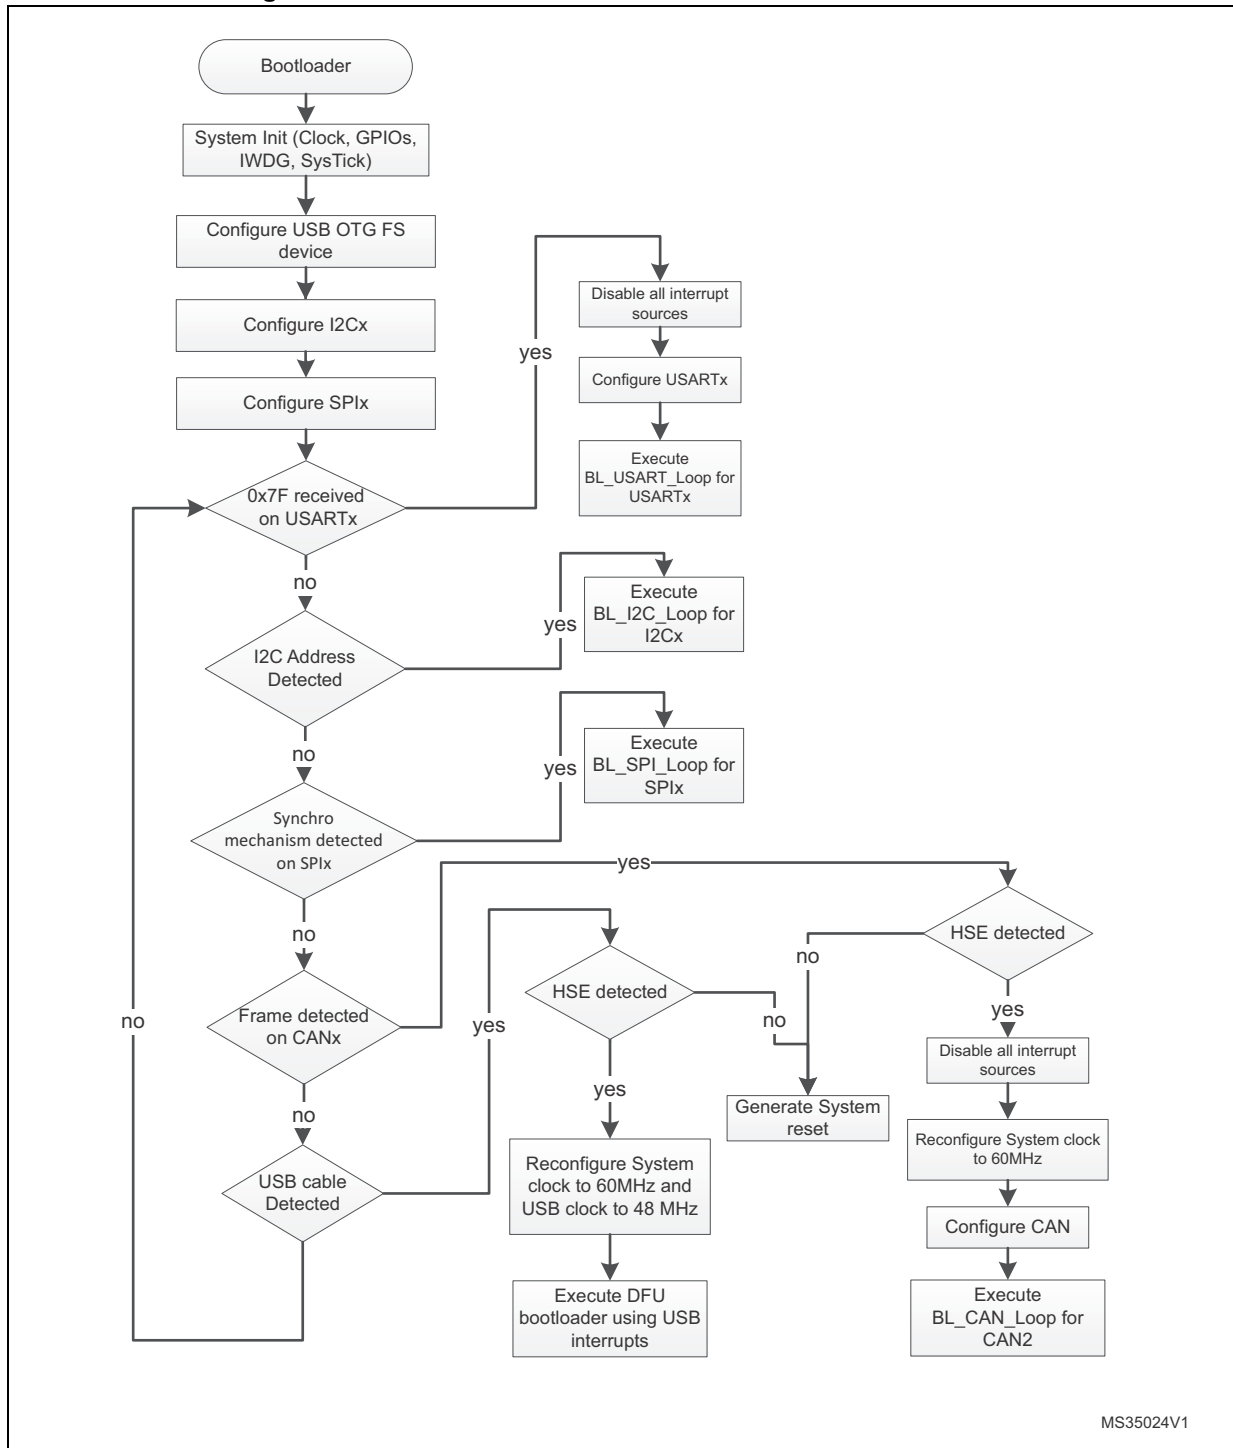 Bootloader
System Init (Clock, GPIOs,
IWDG, SysTick)
Configure USB OTG FS
device
Configure I2Cx
Configure SPIx
0x7F received
on USARTx
yes
Disable all interrupt
sources
Configure USARTx
Execute
BL_USART_Loop for
USARTx
no
I2C Address
Detected
yes
Execute
BL_I2C_Loop for
I2Cx
no
Synchro
mechanism detected
on SPIx
yes
Execute
BL_SPI_Loop for
SPIx
no
Frame detected
on CANx
yes
HSE detected
no
yes
Disable all interrupt
sources
Reconfigure System clock
to 60MHz
Configure CAN
Execute
BL_CAN_Loop for
CAN2
no
USB cable
Detected
yes
HSE detected
no
Generate System
reset
yes
Reconfigure System
clock to 60MHz and
USB clock to 48 MHz
Execute DFU
bootloader using USB
interrupts
no
MS35024V1